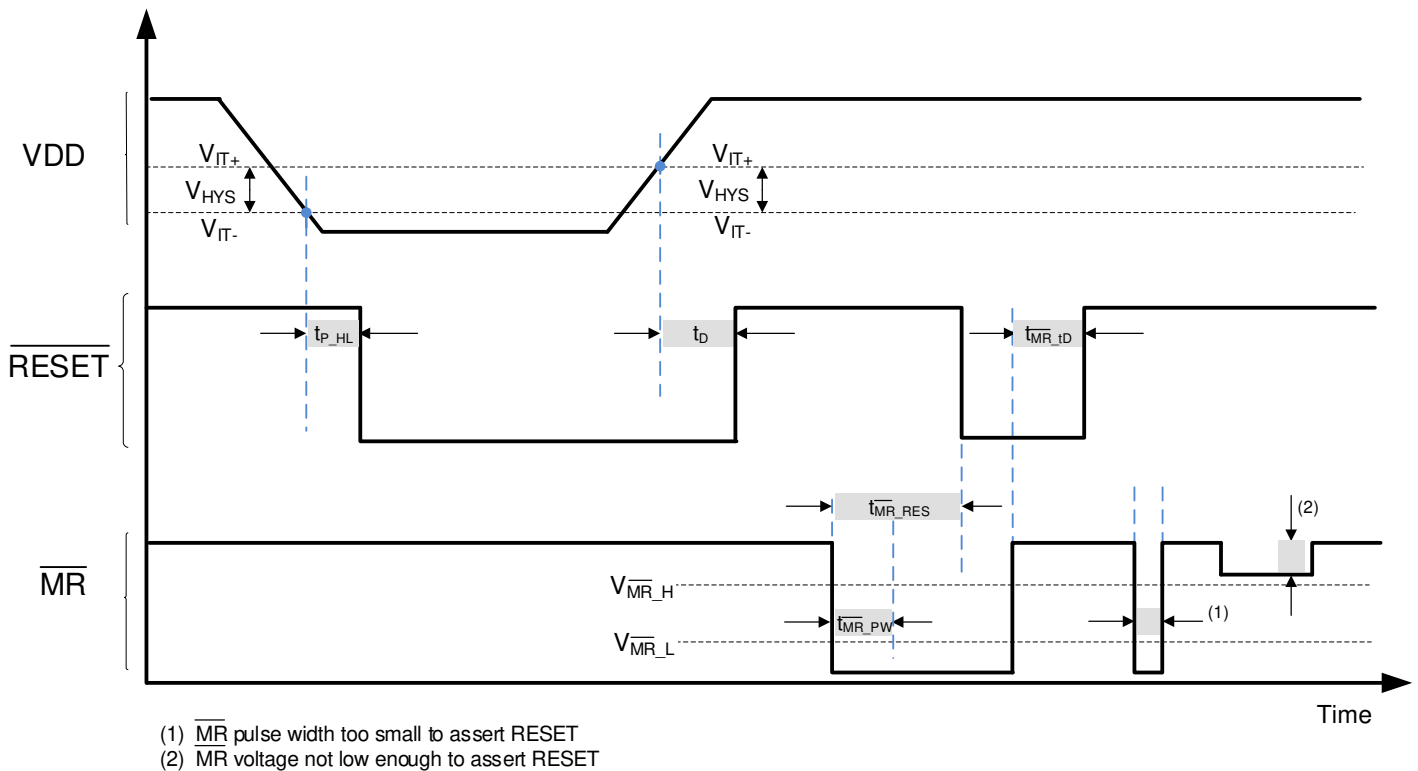 VDD
VIT+
VHYS
VIT-
VIT+
VHYS
VIT-
RESET
tP_HL
tD
tMR_tD
tMR_RES
(2)
MR
VMR_H
tMR_PW
(1)
VMR_L
Time
(1) MR pulse width too small to assert RESET
(2) MR voltage not low enough to assert RESET